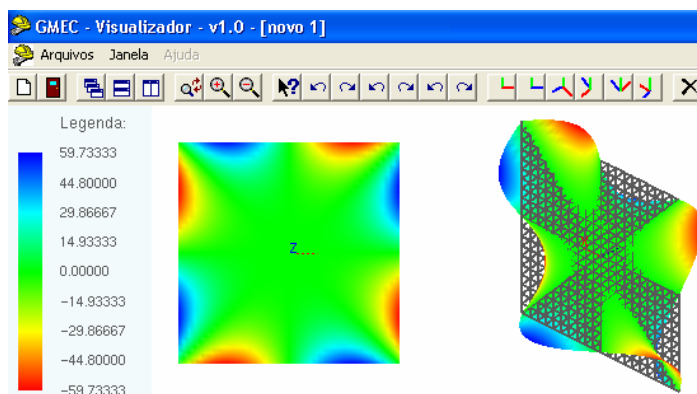 GMEC - Visualizador - v1.0 - [novo 1]
Arquivos Janela Ajuda
Legenda:
59.73333
44.80000
29.86667
14.93333
0.00000
−14.93333
−29.86667
−44.80000
−59.73333
Z